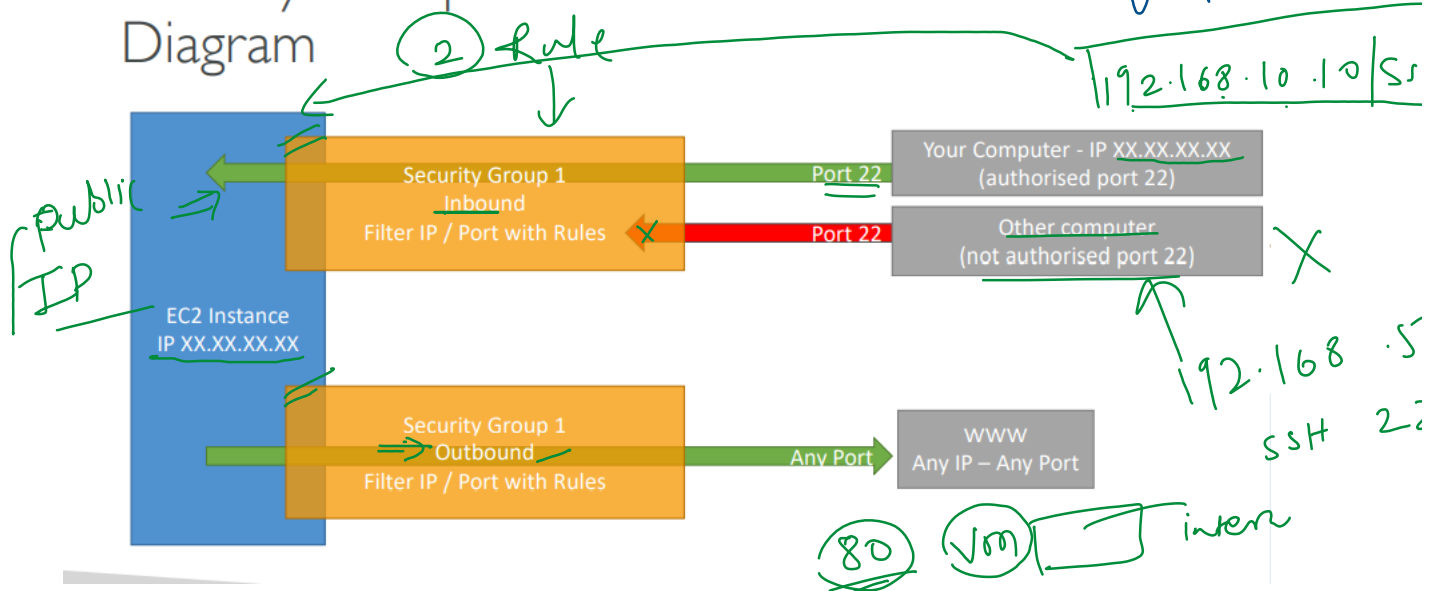 Diagram
2 Rule
192.168.10.10/Ss
Security Group 1
Inbound
Filter IP / Port with Rules
Port 22
Your Computer - IP XX.XX.XX.XX
(authorised port 22)
Port 22
Other computer
(not authorised port 22)
X
X
public
IP
EC2 Instance
IP XX.XX.XX.XX
192.168.5
SSH 22
Security Group 1
Outbound
Filter IP / Port with Rules
Any Port
WWW
Any IP – Any Port
80 VM intern